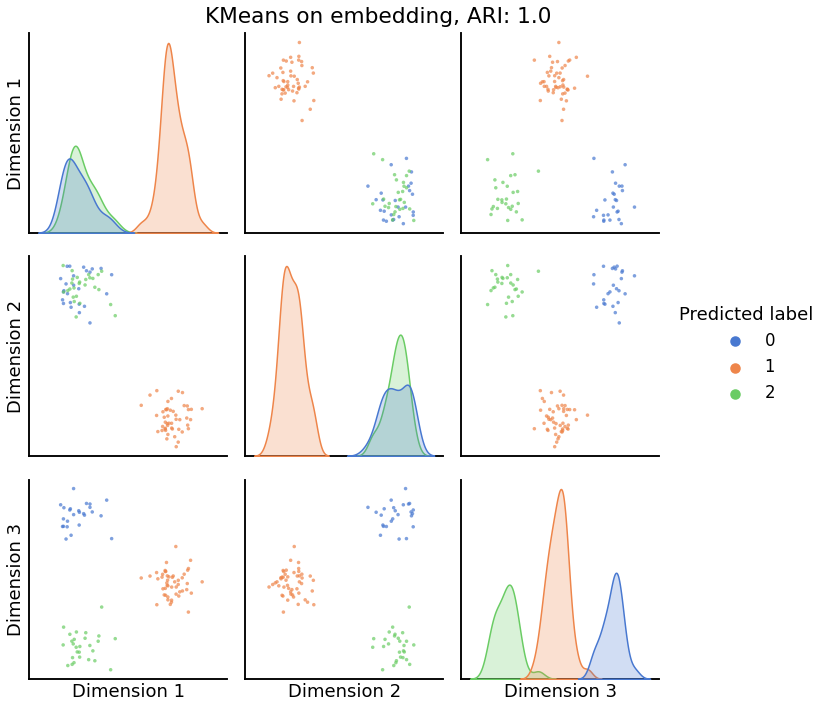 KMeans on embedding, ARI: 1.0
Dimension 1
Dimension 2
Dimension 3
Predicted label
0
1
2
Dimension 1
Dimension 2
Dimension 3